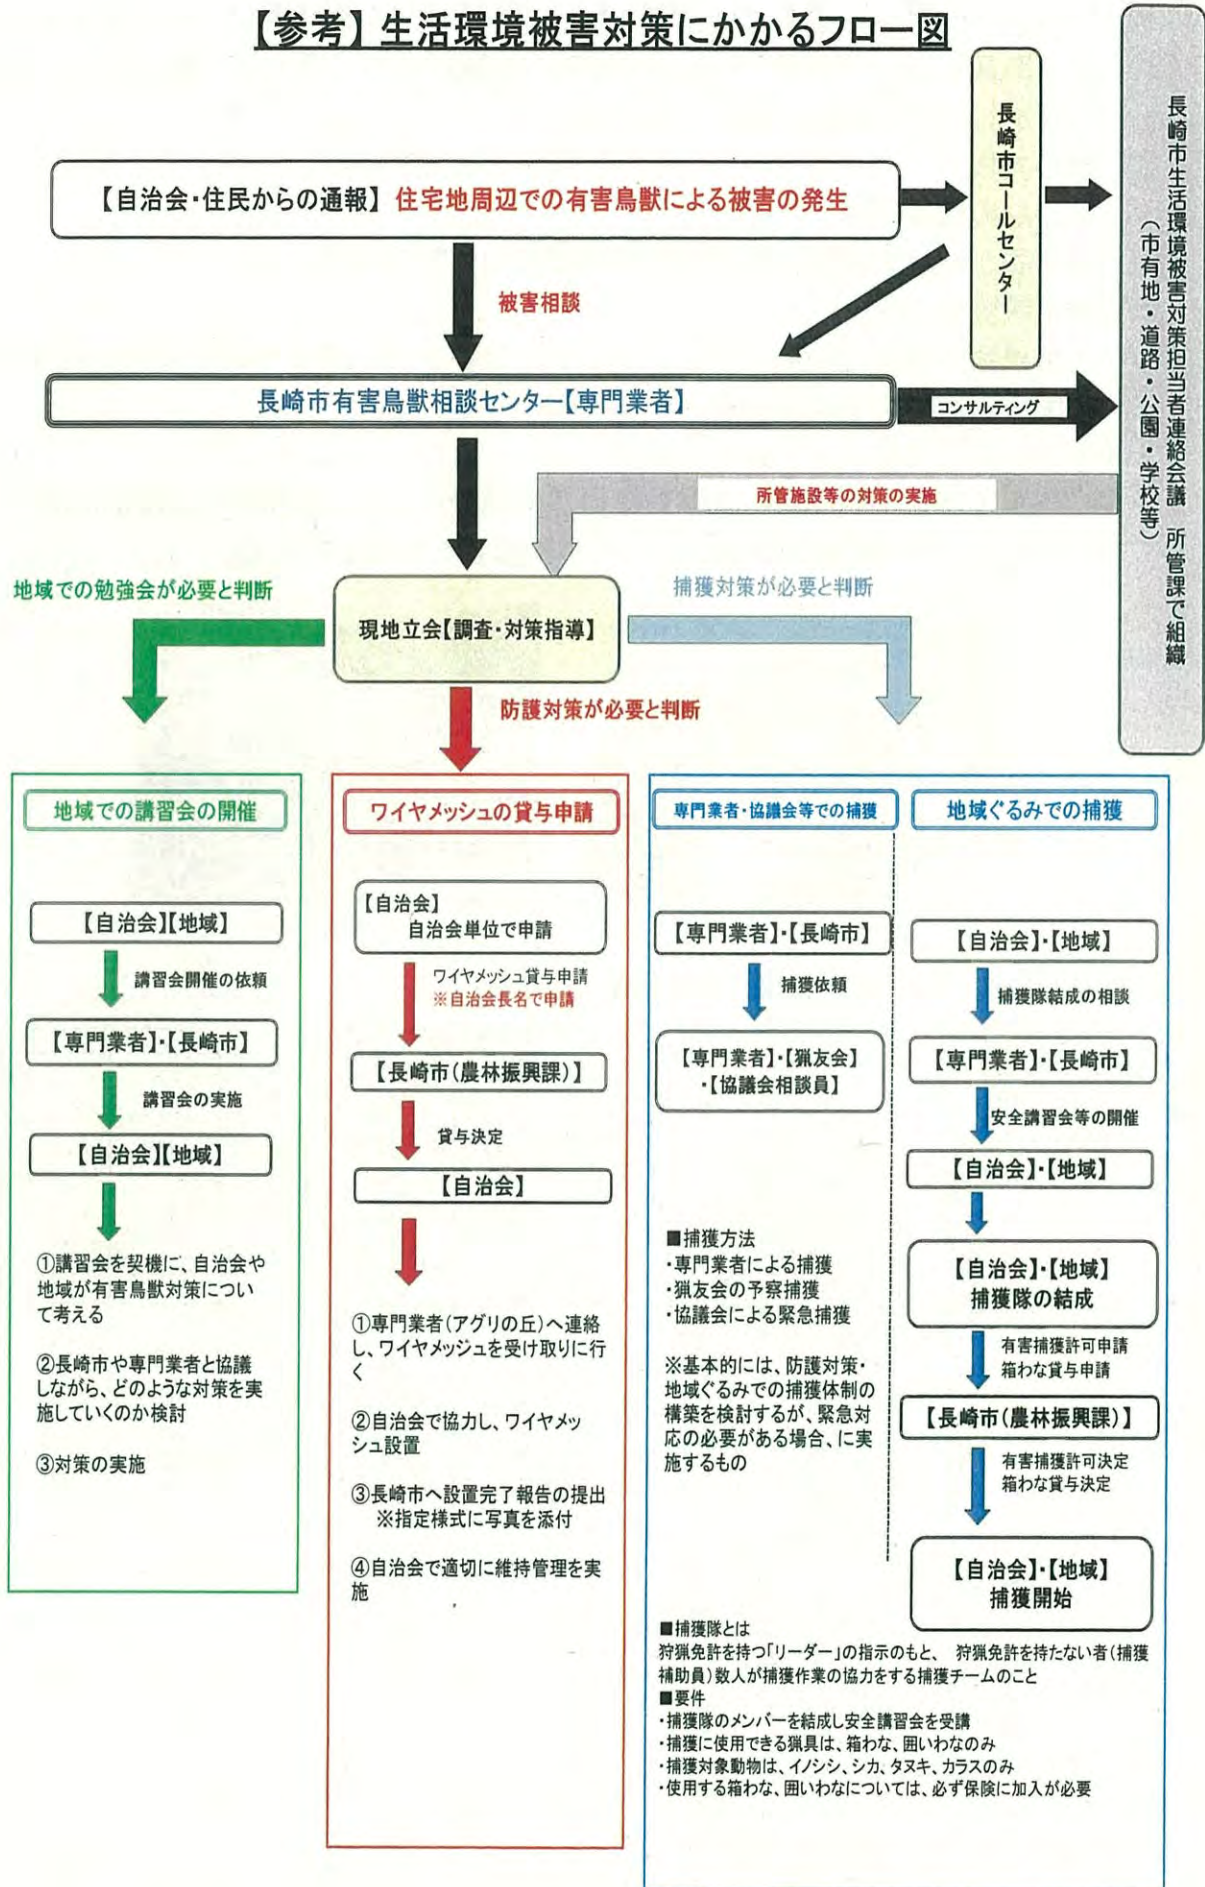 【参考】生活環境被害対策にかかるフロー図
長崎市コールセンター
長崎市生活環境被害対策担当者連絡会議 所管課で組織
（市有地・道路・公園・学校等）
【自治会・住民からの通報】 住宅地周辺での有害鳥獣による被害の発生
被害相談
長崎市有害鳥獣相談センター【専門業者】
コンサルティング
所管施設等の対策の実施
地域での勉強会が必要と判断
現地立会【調査・対策指導】
捕獲対策が必要と判断
防護対策が必要と判断
地域での講習会の開催
【自治会】【地域】
講習会開催の依頼
【専門業者】・【長崎市】
講習会の実施
【自治会】【地域】
①講習会を契機に、自治会や
地域が有害鳥獣対策につい
て考える
②長崎市や専門業者と協議
しながら、どのような対策を実
施していくのか検討
③対策の実施
ワイヤメッシュの貸与申請
【自治会】
自治会単位で申請
ワイヤメッシュ貸与申請
※自治会長名で申請
【長崎市(農林振興課)】
貸与決定
【自治会】
①専門業者(アグリの丘)へ連絡
し、ワイヤメッシュを受け取りに行
く
②自治会で協力し、ワイヤメッ
シュ設置
③長崎市へ設置完了報告の提出
※指定様式に写真を添付
④自治会で適切に維持管理を実
施
専門業者・協議会等での捕獲
【専門業者】・【長崎市】
捕獲依頼
【専門業者】・【猟友会】
・【協議会相談員】
■捕獲方法
・専門業者による捕獲
・猟友会の予察捕獲
・協議会による緊急捕獲
※基本的には、防護対策・
地域ぐるみでの捕獲体制の
構築を検討するが、緊急対
応の必要がある場合、に実
施するもの
地域ぐるみでの捕獲
【自治会】・【地域】
捕獲隊結成の相談
【専門業者】・【長崎市】
安全講習会等の開催
【自治会】・【地域】
【自治会】・【地域】
捕獲隊の結成
有害捕獲許可申請
箱わな貸与申請
【長崎市(農林振興課)】
有害捕獲許可決定
箱わな貸与決定
【自治会】・【地域】
捕獲開始
■捕獲隊とは
狩猟免許を持つ「リーダー」の指示のもと、 狩猟免許を持たない者(捕獲
補助員)数人が捕獲作業の協力をする捕獲チームのこと
■要件
・捕獲隊のメンバーを結成し安全講習会を受講
・捕獲に使用できる猟具は、箱わな、囲いわなのみ
・捕獲対象動物は、イノシシ、シカ、タヌキ、カラスのみ
・使用する箱わな、囲いわなについては、必ず保険に加入が必要